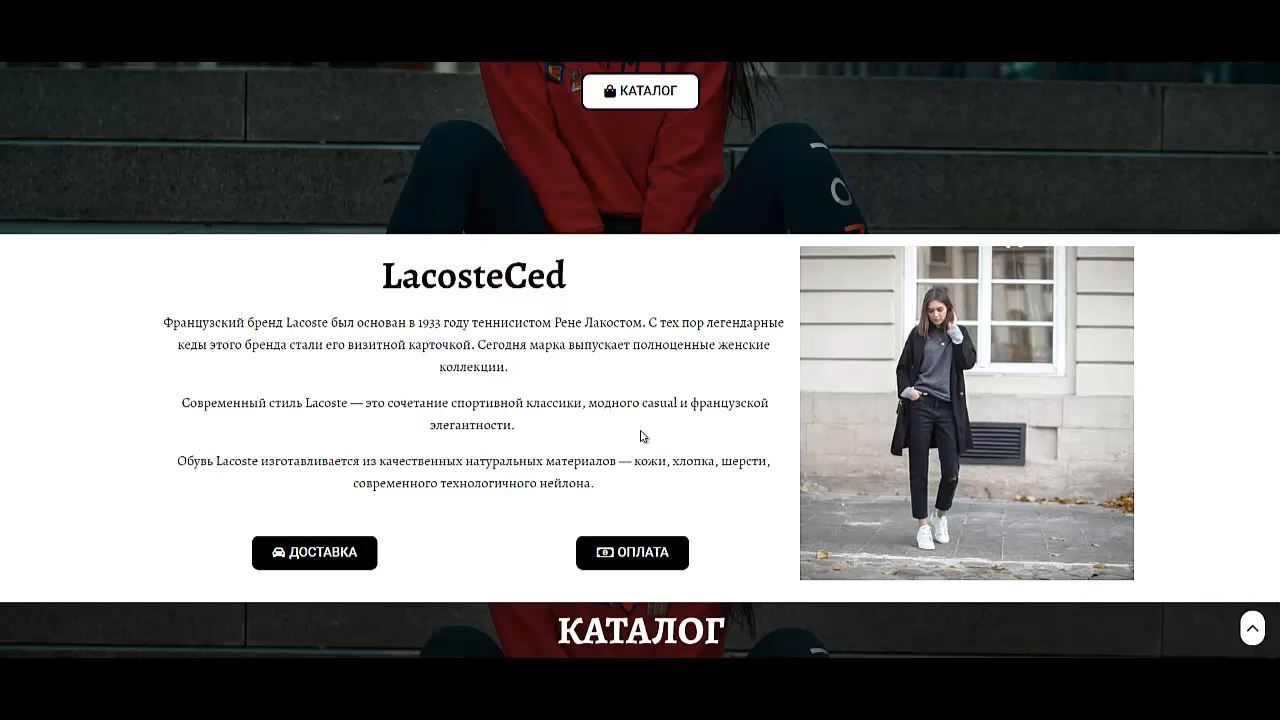 КАТАЛОГ
LacosteCed
Французский бренд Lacoste был основан в 1933 году теннисистом Рене Лакостом. С тех пор легендарные
кеды этого бренда стали его визитной карточкой. Сегодня марка выпускает полноценные женские
коллекции.
Современный стиль Lacoste — это сочетание спортивной классики, модного casual и французской
элегантности.
Обувь Lacoste изготавливается из качественных натуральных материалов — кожи, хлопка, шерсти,
современного технологичного нейлона.
ДОСТАВКА
ОПЛАТА
КАТАЛОГ